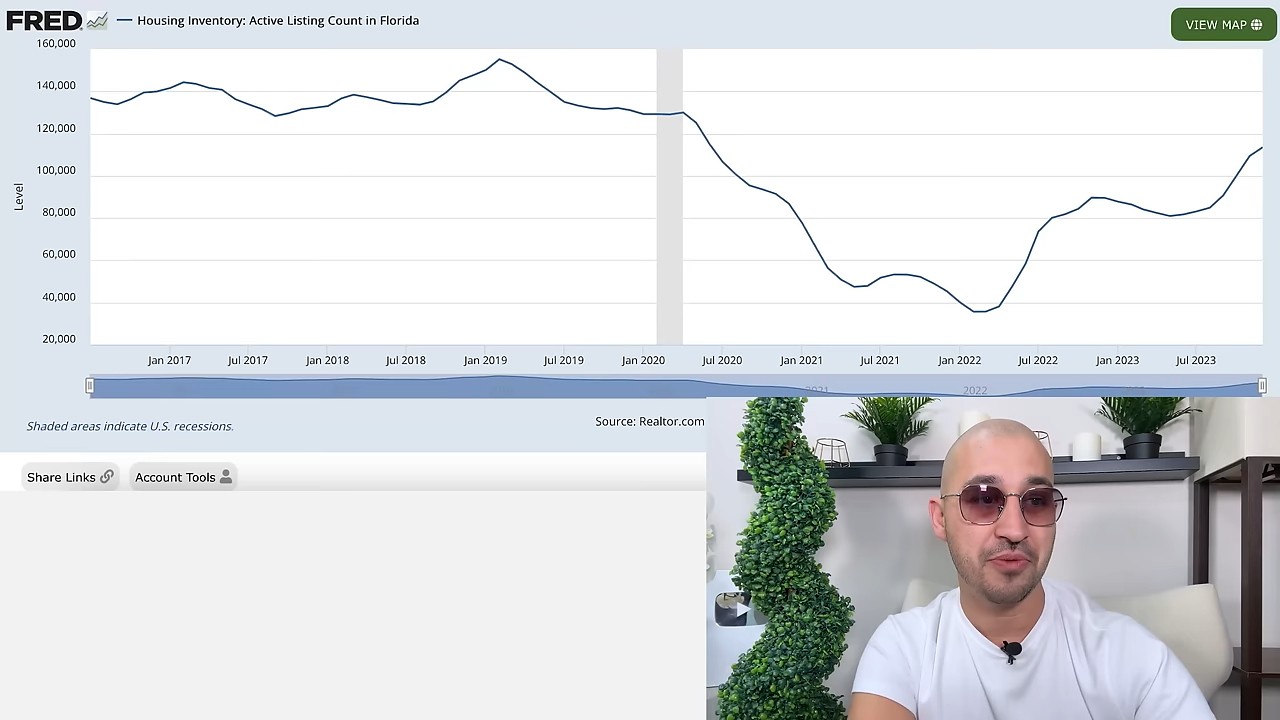 FRED
Housing Inventory: Active Listing Count in Florida
VIEW MAP
160,000
140,000
120,000
100,000
80,000
60,000
40,000
20,000
Level
Jan 2017 Jul 2017 Jan 2018 Jul 2018 Jan 2019 Jul 2019 Jan 2020 Jul 2020 Jan 2021 Jul 2021 Jan 2022 Jul 2022 Jan 2023 Jul 2023
2021 2022
Shaded areas indicate U.S. recessions.
Source: Realtor.com
Share Links
Account Tools